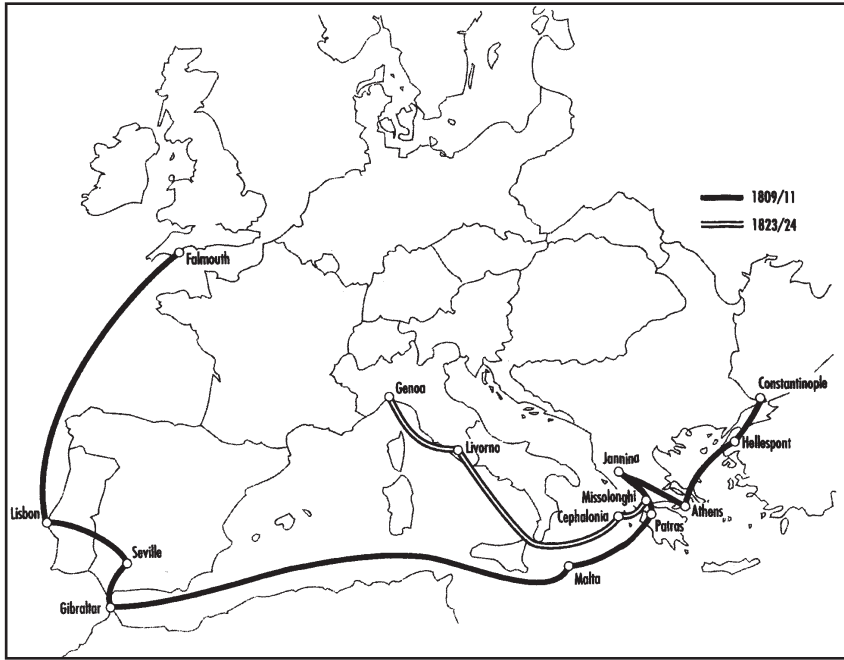 1809/11
1823/24
Falmouth
Genoa
Constantinople
Livorno
Hellespont
Jannina
Missolonghi
Lisbon
Cephalonia
Athens
Patras
Seville
Malta
Gibraltar